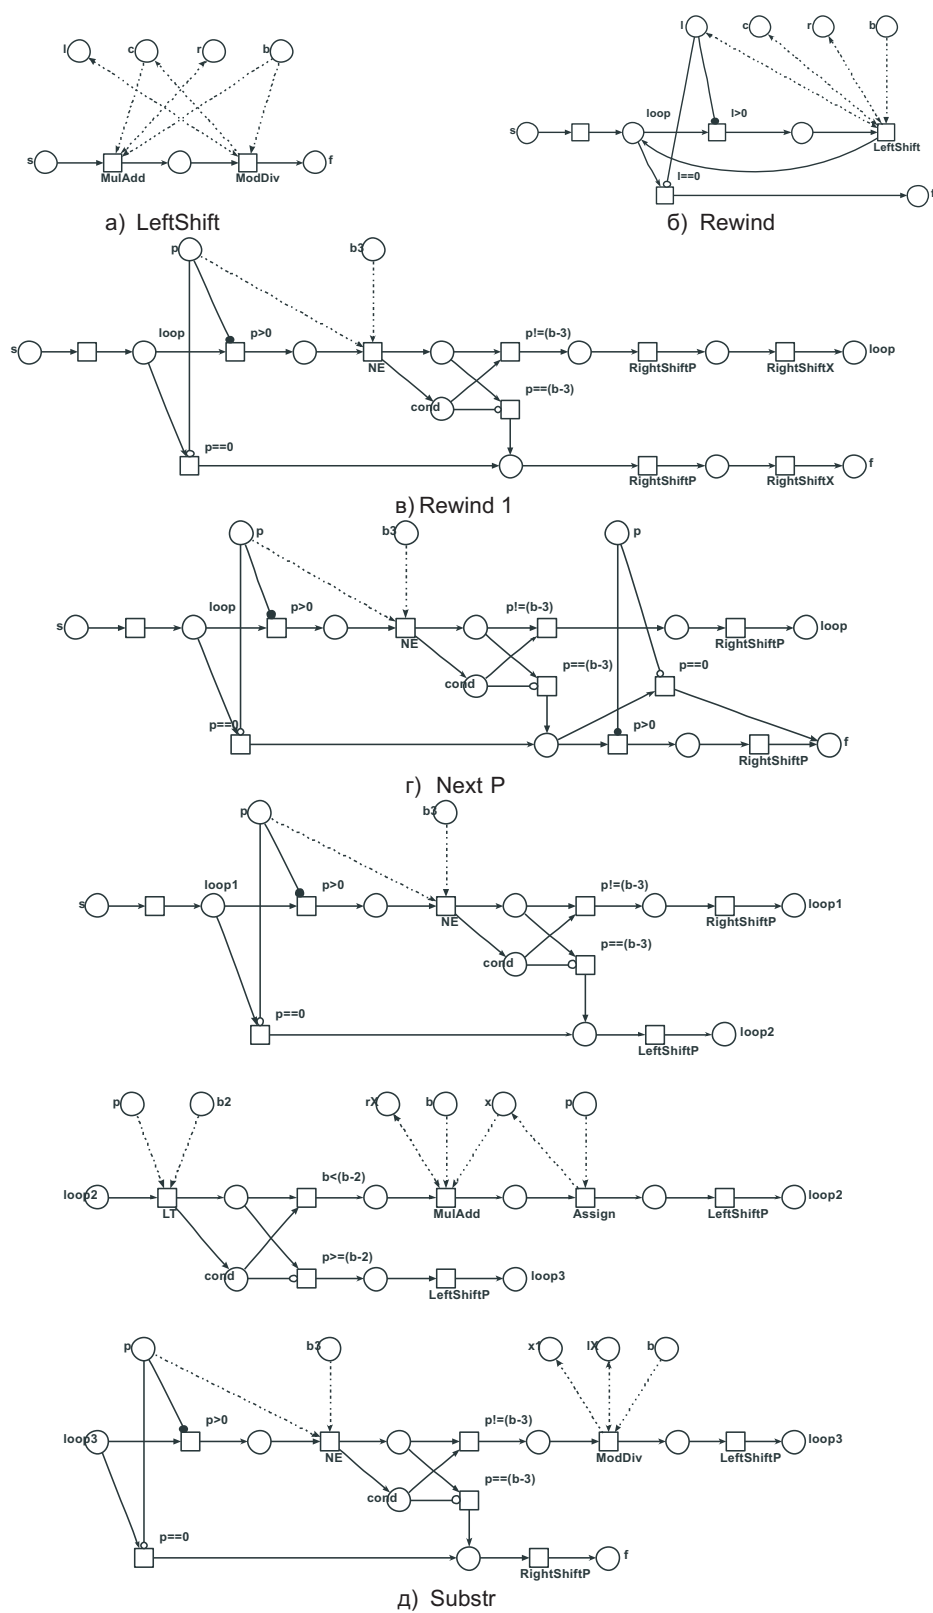 l c r b
s MulAdd ModDiv f
а) LeftShift
l c r b
loop l>0
s LeftShift
l==0
f
б) Rewind
p b3
loop p>0 p!=(b-3)
s NE RightShiftP RightShiftX loop
p==(b-3)
cond
p==0
RightShiftP RightShiftX f
в) Rewind 1
p b3 p
loop p>0 p!=(b-3)
s NE RightShiftP loop
p==(b-3) p==0
cond
p==0 p>0
RightShiftP f
г) Next P
p b3
loop1 p>0 p!=(b-3)
s NE RightShiftP loop1
p==(b-3)
cond
p==0
LeftShiftP loop2
p b2 rX b x p
b<(b-2)
loop2 LT MulAdd Assign LeftShiftP loop2
p>=(b-2)
cond LeftShiftP loop3
p b3 x1 lX b
p>0 p!=(b-3)
loop3 NE ModDiv LeftShiftP loop3
p==(b-3)
cond
p==0
RightShiftP f
д) Substr